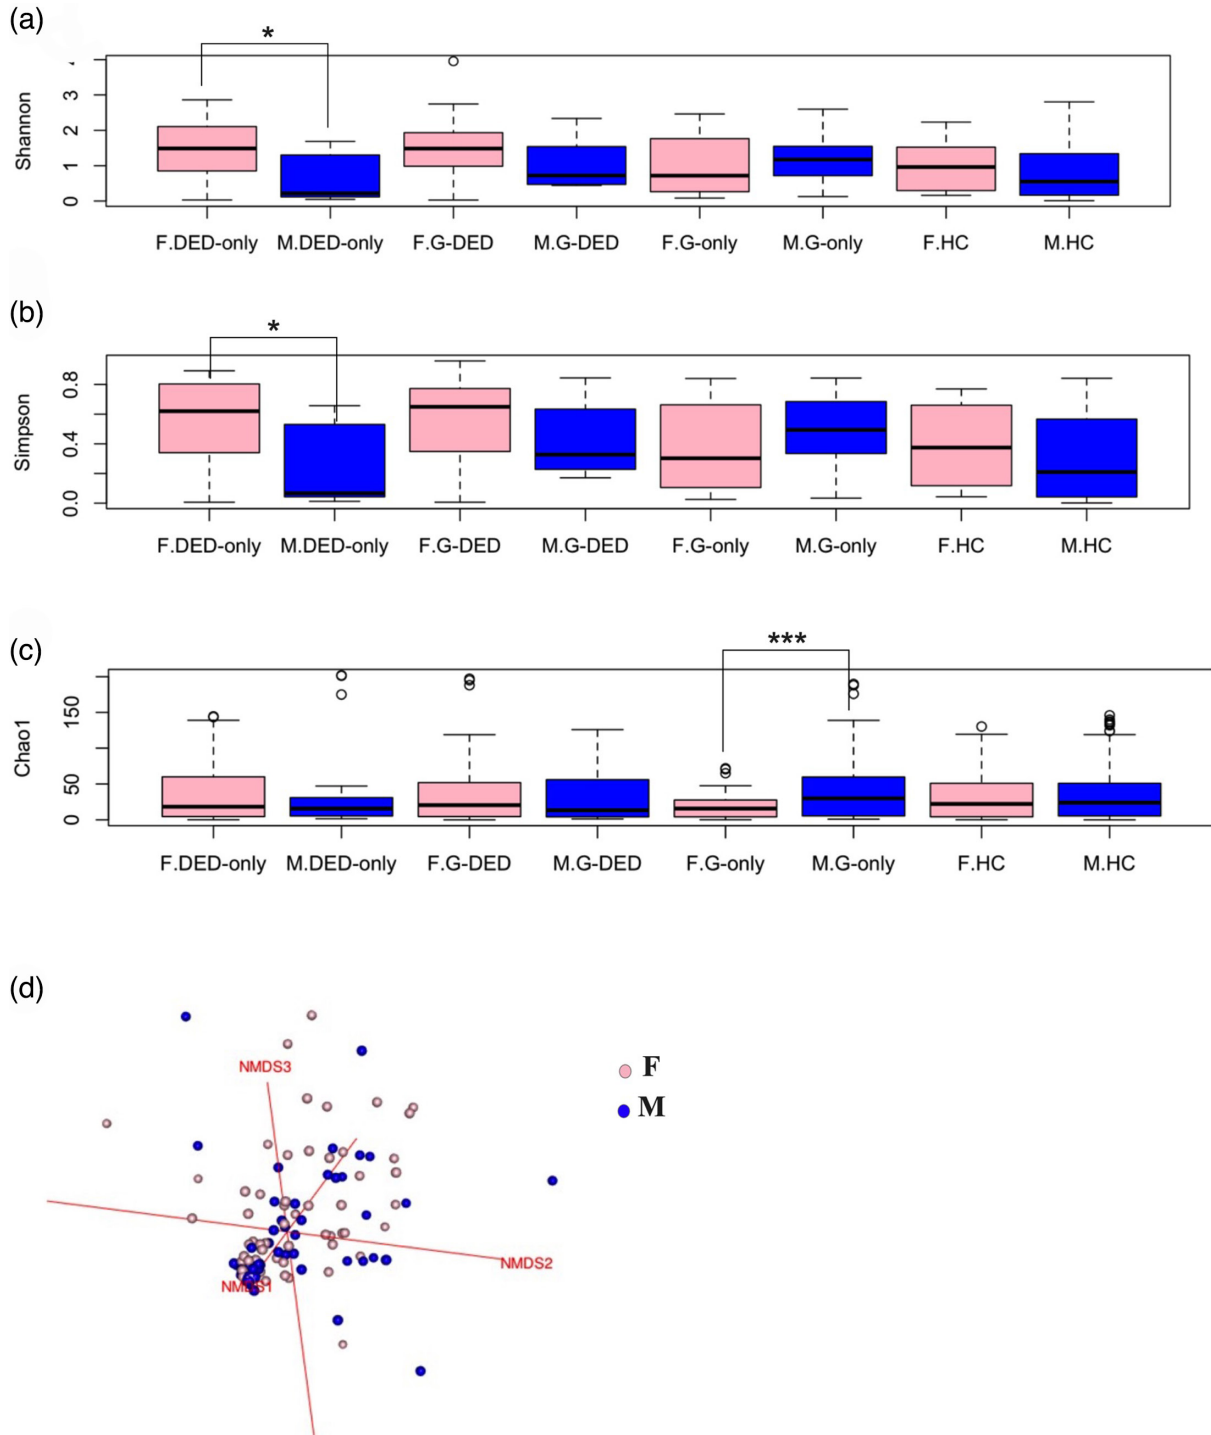 (a)
*
Shannon
3
2
1
0
F.DED-only M.DED-only F.G-DED M.G-DED F.G-only M.G-only F.HC M.HC
(b)
*
Simpson
0.8
0.4
0.0
F.DED-only M.DED-only F.G-DED M.G-DED F.G-only M.G-only F.HC M.HC
(c)
***
Chao1
150
50
0
F.DED-only M.DED-only F.G-DED M.G-DED F.G-only M.G-only F.HC M.HC
(d)
NMDS3
F
M
NMDS2
NMDS1